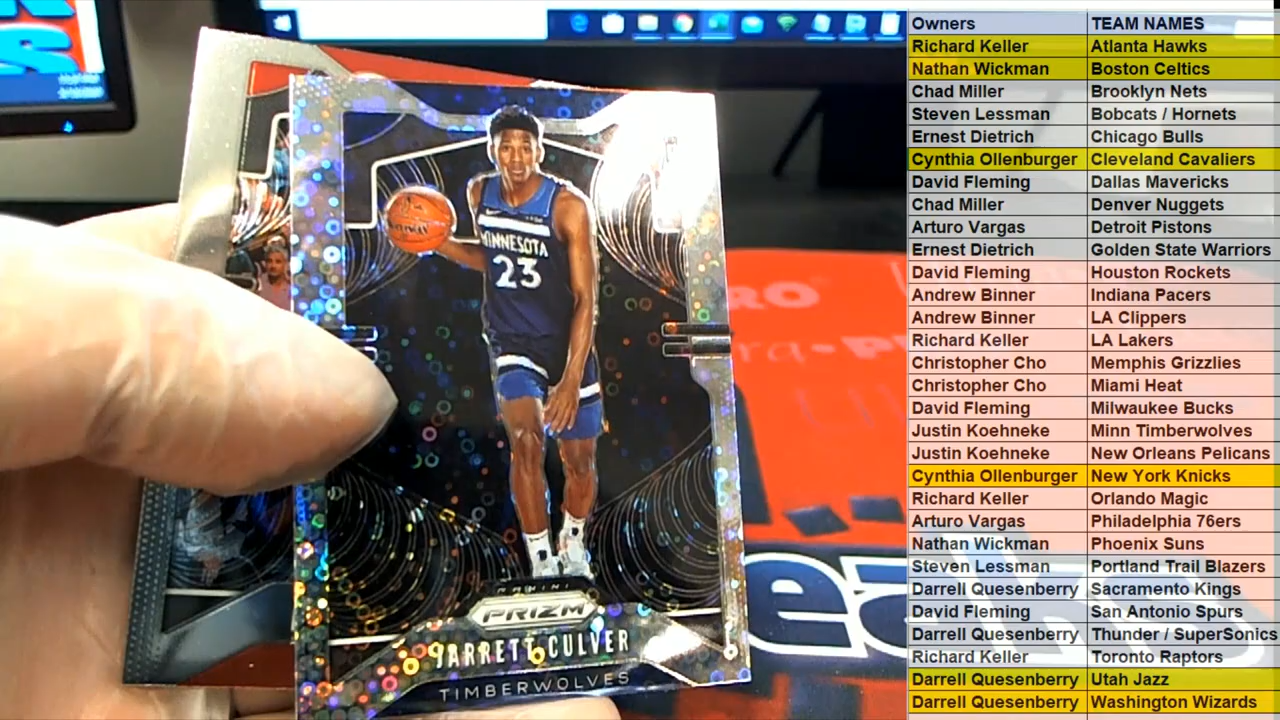 MINNESOTA
23
PANINI
PRIZM
JARRETT CULVER
TIMBERWOLVES
Owners TEAM NAMES
Richard Keller Atlanta Hawks
Nathan Wickman Boston Celtics
Chad Miller Brooklyn Nets
Steven Lessman Bobcats / Hornets
Ernest Dietrich Chicago Bulls
Cynthia Ollenburger Cleveland Cavaliers
David Fleming Dallas Mavericks
Chad Miller Denver Nuggets
Arturo Vargas Detroit Pistons
Ernest Dietrich Golden State Warriors
David Fleming Houston Rockets
Andrew Binner Indiana Pacers
Andrew Binner LA Clippers
Richard Keller LA Lakers
Christopher Cho Memphis Grizzlies
Christopher Cho Miami Heat
David Fleming Milwaukee Bucks
Justin Koehneke Minn Timberwolves
Justin Koehneke New Orleans Pelicans
Cynthia Ollenburger New York Knicks
Richard Keller Orlando Magic
Arturo Vargas Philadelphia 76ers
Nathan Wickman Phoenix Suns
Steven Lessman Portland Trail Blazers
Darrell Quesenberry Sacramento Kings
David Fleming San Antonio Spurs
Darrell Quesenberry Thunder / SuperSonics
Richard Keller Toronto Raptors
Darrell Quesenberry Utah Jazz
Darrell Quesenberry Washington Wizards